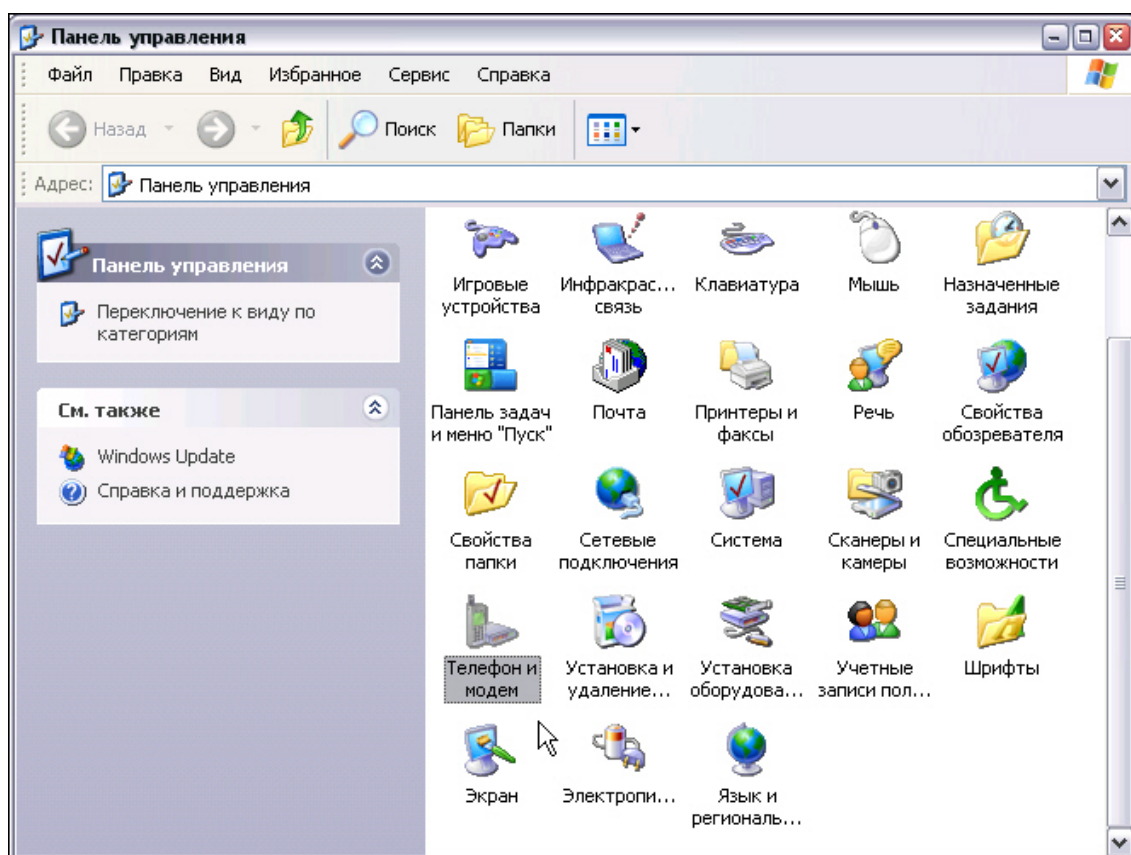 Панель управления
Файл Правка Вид Избранное Сервис Справка
Назад Поиск Папки
Адрес: Панель управления
Панель управления
Переключение к виду по
категориям
См. также
Windows Update
Справка и поддержка
Игровые
устройства
Инфракрас...
связь
Клавиатура
Мышь
Назначенные
задания
Панель задач
и меню "Пуск"
Почта
Принтеры и
факсы
Речь
Свойства
обозревателя
Свойства
папки
Сетевые
подключения
Система
Сканеры и
камеры
Специальные
возможности
Телефон и
модем
Установка и
удаление...
Установка
оборудова...
Учетные
записи пол...
Шрифты
Экран
Электропи...
Язык и
региональ...